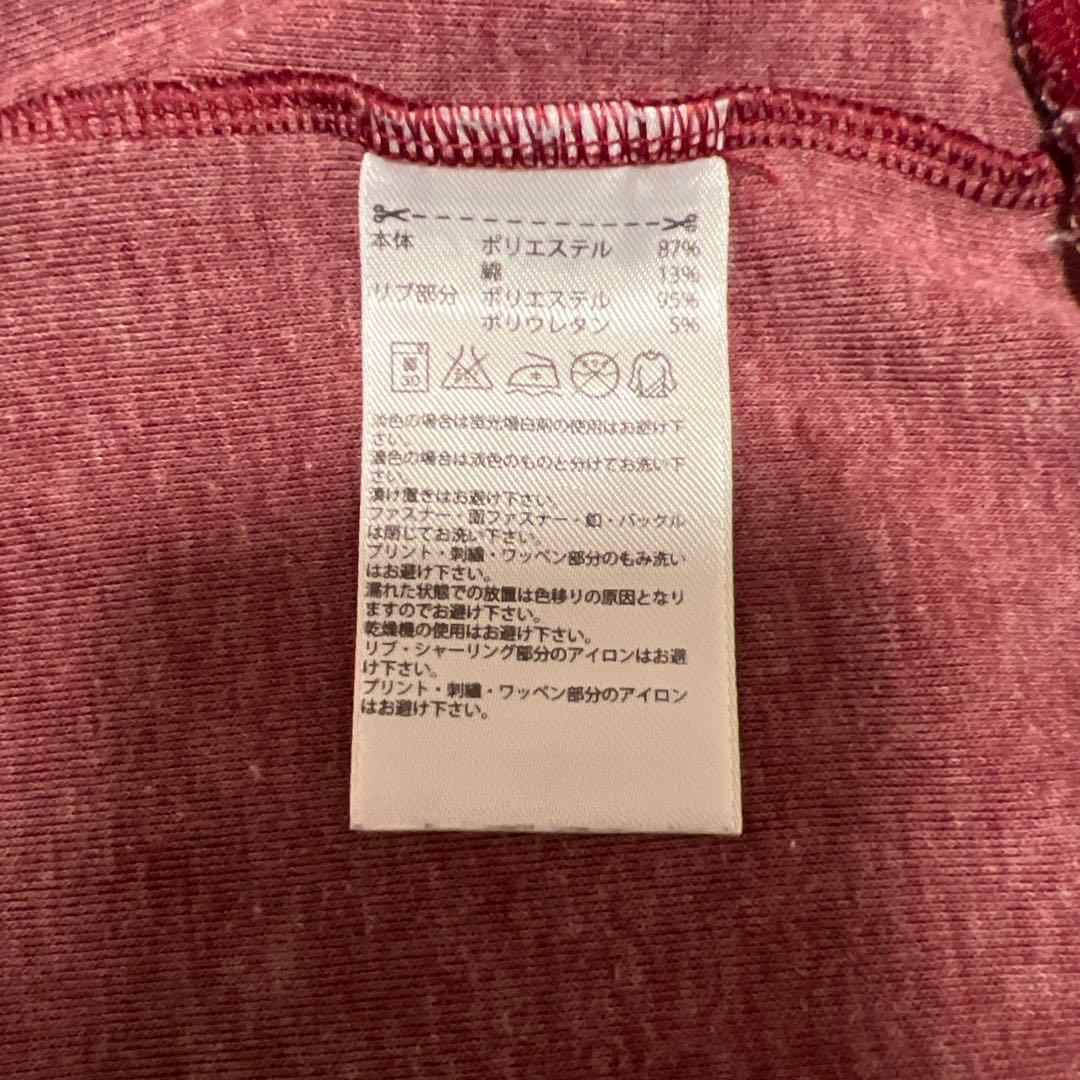 本体 ポリエステル 87%
綿 13%
リブ部分 ポリエステル 95%
ポリウレタン 5%
30
淡色の場合は蛍光増白剤の使用はお避け下
さい。
濃色の場合は淡色のものと分けてお洗い下
さい。
漬け置きはお避け下さい。
ファスナー・面ファスナー・釦・バックル
は閉じてお洗い下さい。
プリント・刺繍・ワッペン部分のもみ洗い
はお避け下さい。
濡れた状態での放置は色移りの原因となり
ますのでお避け下さい。
乾燥機の使用はお避け下さい。
リブ・シャーリング部分のアイロンはお避
け下さい。
プリント・刺繍・ワッペン部分のアイロン
はお避け下さい。